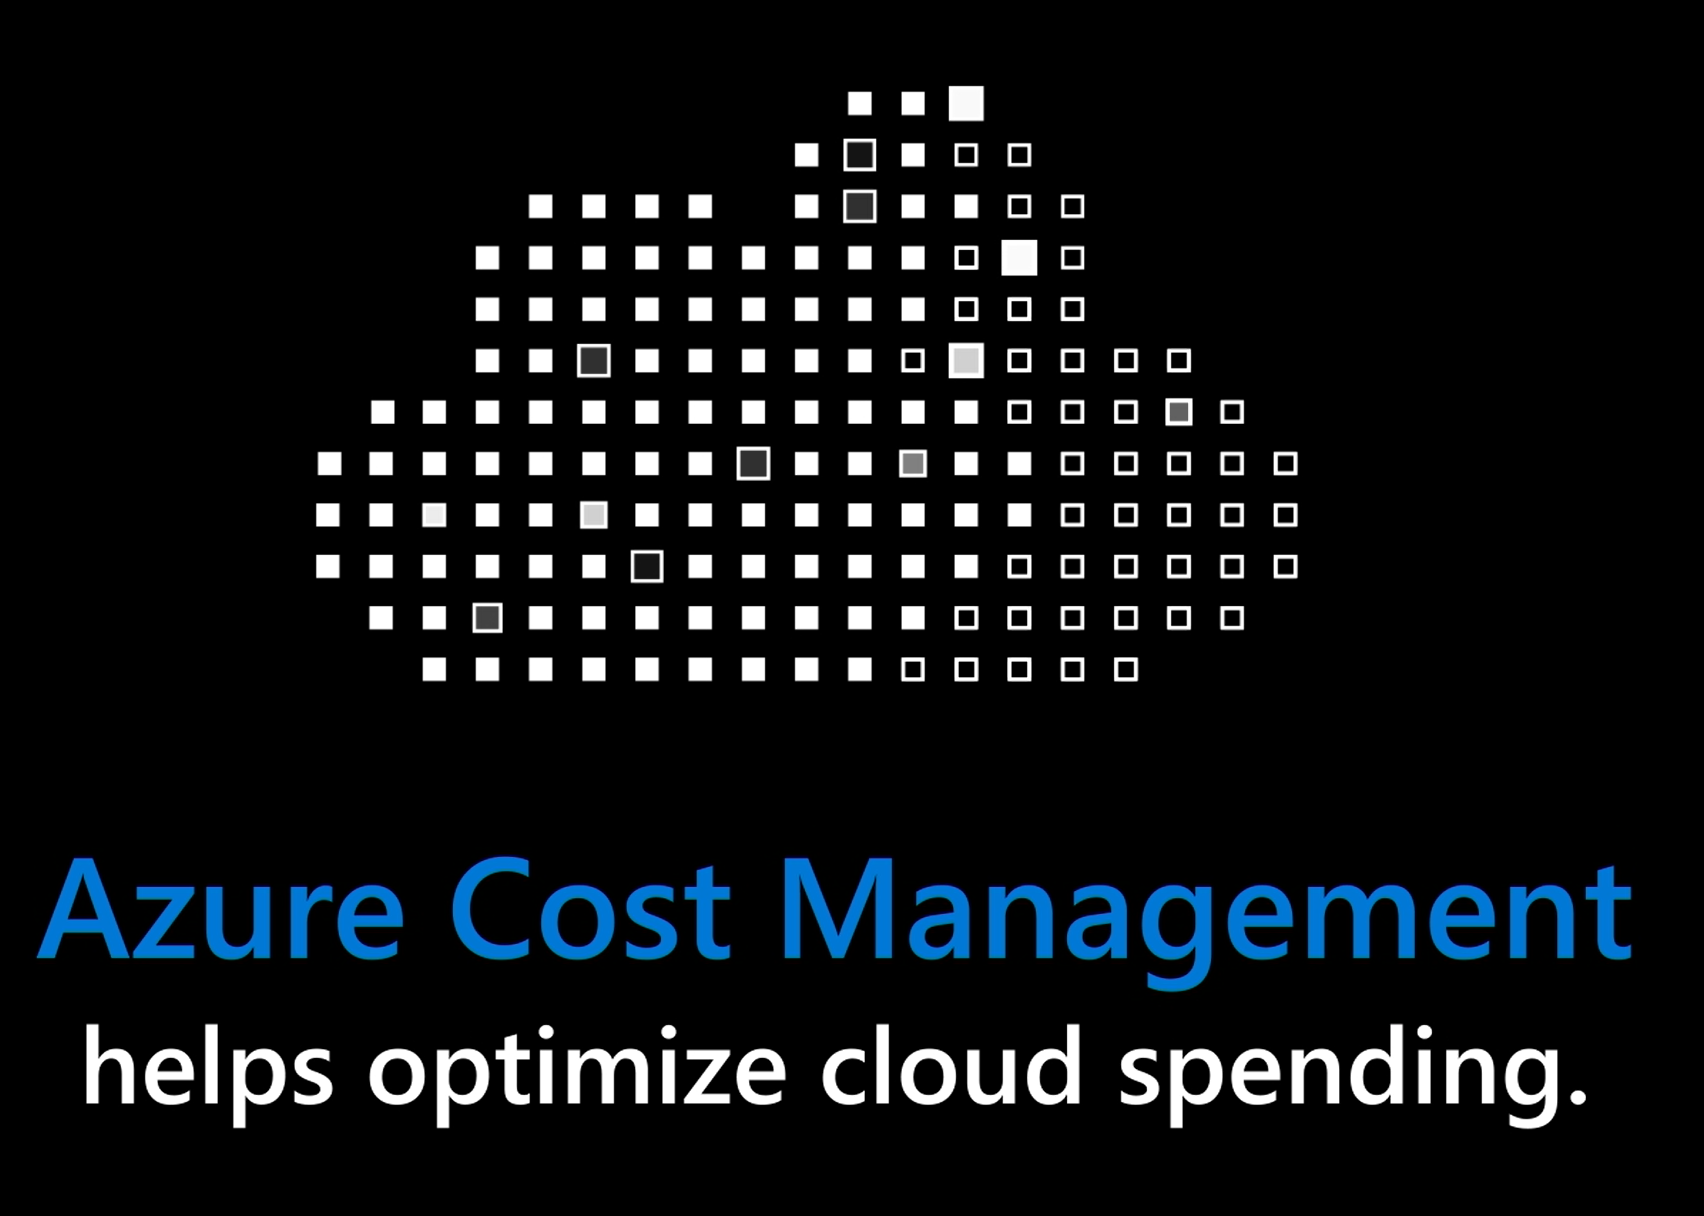 Azure Cost Management
helps optimize cloud spending.